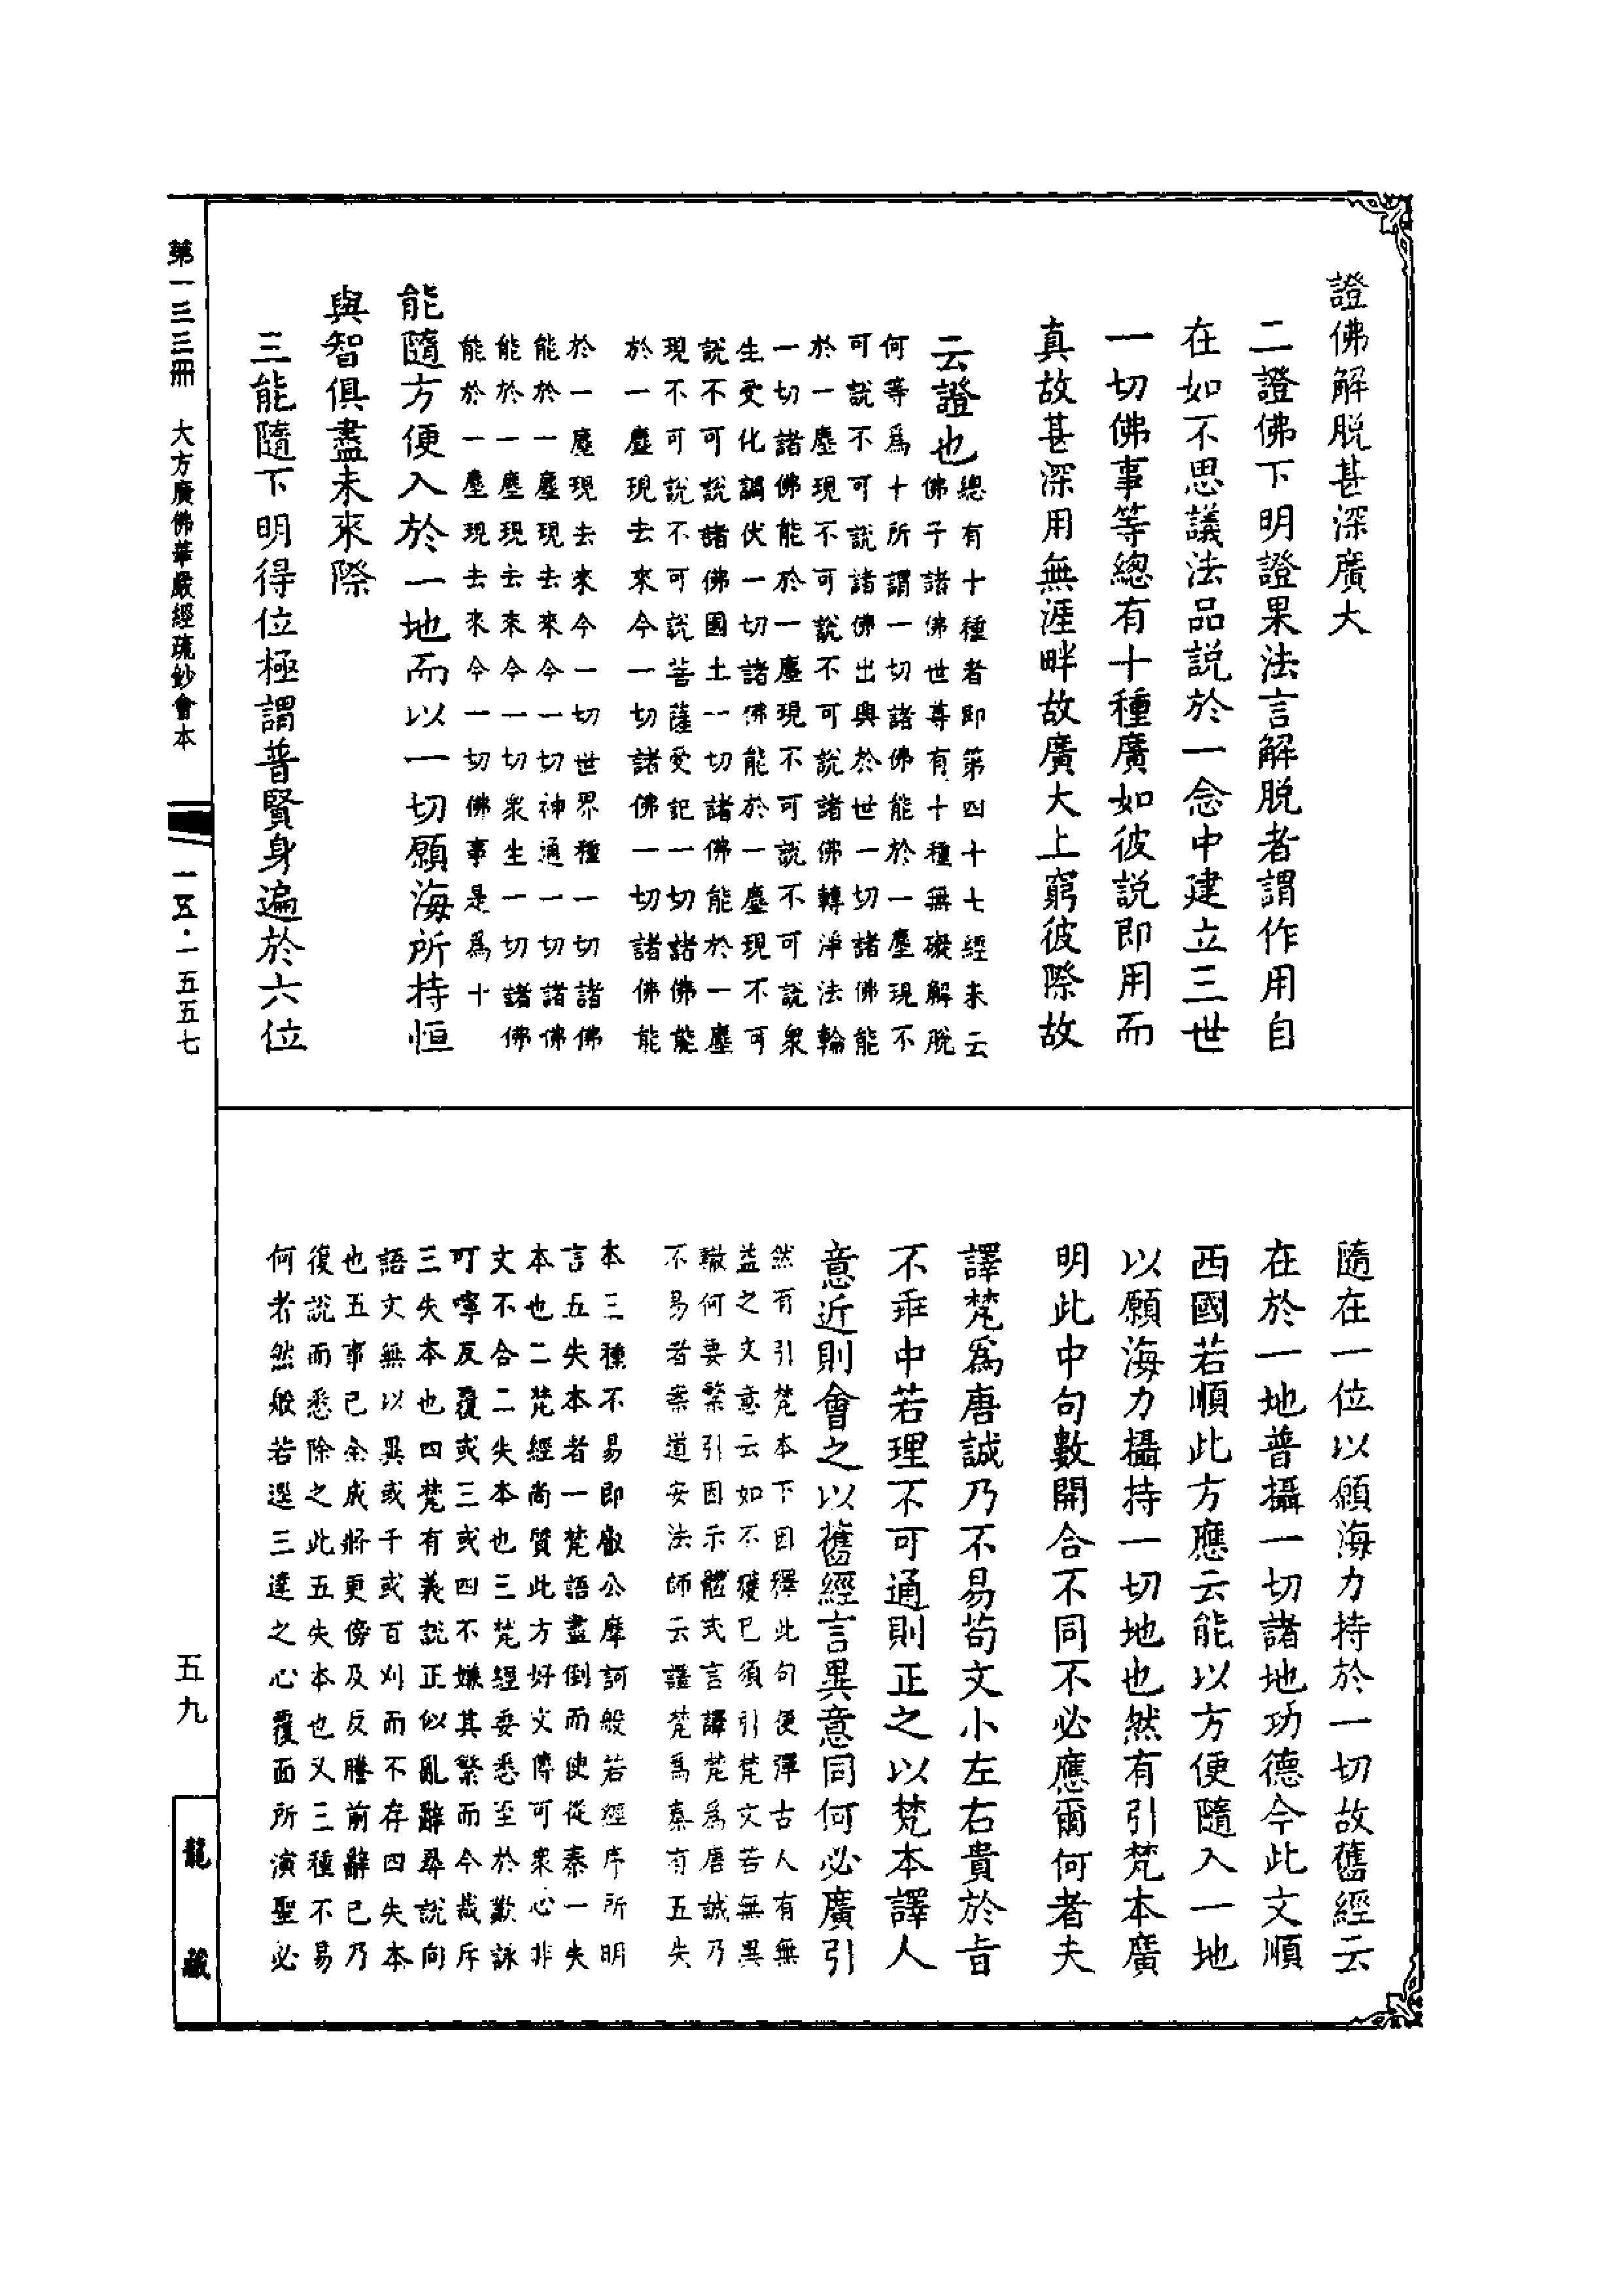 證佛解脫甚深廣大
二證佛下明證果法言解脫者謂作用自
在如不思議法品說於一念中建立三世
一切佛事等總有十種廣如彼說即用而
真故甚深用無涯畔故廣大上窮彼際故
云證也總有十種者即第四十七經末云
佛子諸佛世尊有十種無礙解脫
何等為十所謂一切諸佛能於一塵現不
可說不可說諸佛出興於世一切諸佛能
於一塵現不可說不可說諸佛轉淨法輪
一切諸佛能於一塵現不可說不可說眾
生受化調伏一切諸佛能於一塵現不可
說不可說諸佛國土一切諸佛能於一塵
現不可說不可說菩薩受記一切諸佛能
於一塵現去來今一切諸佛一切諸佛能
於一塵現去來今一切世界種一切諸佛
能於一塵現去來今一切神通一切諸佛
能於一塵現去來今一切眾生一切諸佛
能於一塵現去來今一切佛事是為十
能隨方便入於一地而以一切願海所持恒
與智俱盡未來際
三能隨下明得位極謂普賢身遍於六位
隨在一位以願海力持於一切故舊經云
在於一地普攝一切諸地功德今此文順
西國若順此方應云能以方便隨入一地
以願海力攝持一切地也然有引梵本廣
明此中句數開合不同不必應爾何者夫
譯梵為唐誠乃不易苟文小左右貴於旨
不乖中若理不可通則正之以梵本譯人
意近則會之以舊經言異意同何必廣引
然有引梵本下因釋此句便彈古人有無
益之文意云如不獲已須引梵文若無異
轍何要繁引因示體式言譯梵為唐誠乃
不易者案道安法師云譯梵為秦有五失
本三種不易即叡公摩訶般若經序所明
言五失本者一梵語盡倒而使從秦一失
本也二梵經尚質此方好文傳可眾心非
文不合二失本也三梵經委悉至於歎詠
叮嚀反覆或三或四不嫌其繁而今裁斥
三失本也四梵有義說正似亂辭尋說向
語文無以異或千或百刈而不存四失本
也五事已全成將更傍及反騰前辭已乃
復說而悉除之此五失本也又三種不易
何者然般若逕三達之心覆面所演聖必
第一三三冊　大方廣佛華嚴經疏鈔會本
一五·一五五七
五九
龍藏